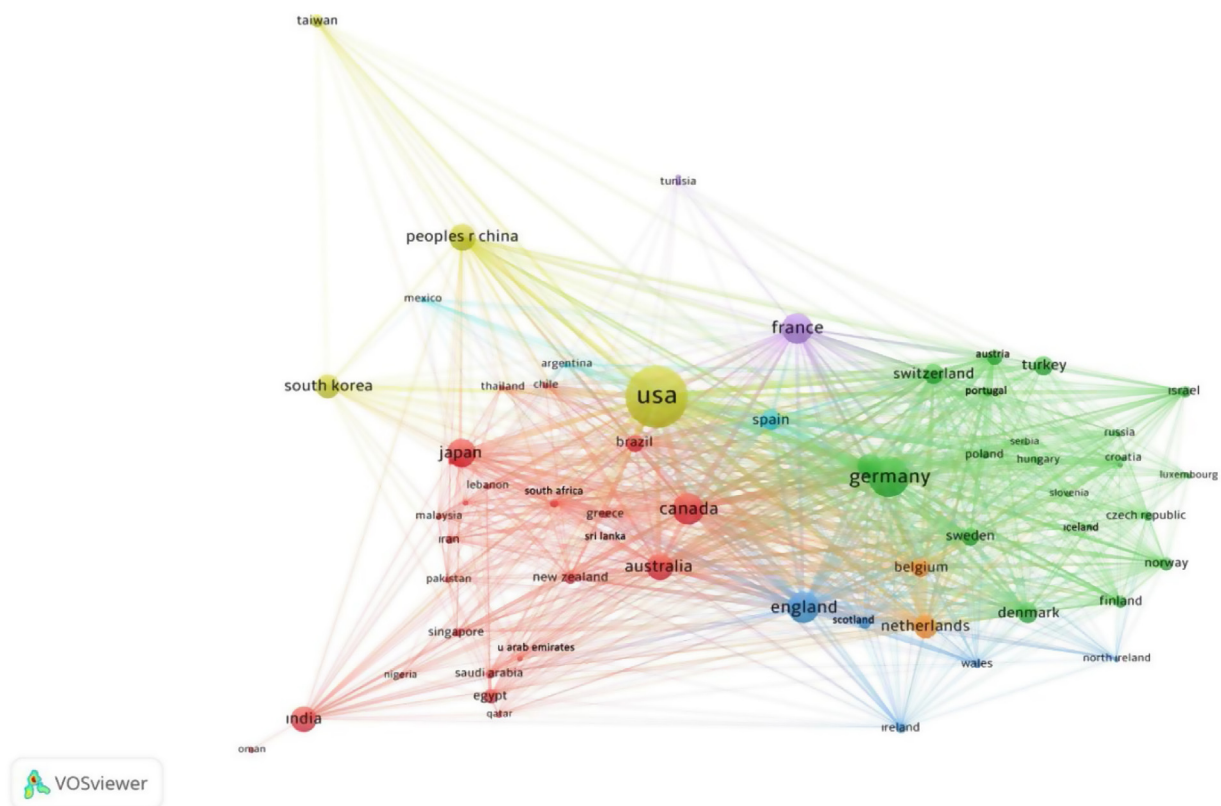 taiwan
tunisia
peoples r china
mexico
france
austria
turkey
argentina
switzerland
south korea
thailand
chile
portugal
israel
usa
spain
brazil
russia
serbia
japan
poland
hungary
croatia
germany
luxembourg
lebanon
south africa
slovenia
canada
greece
malaysia
czech republic
iceland
sri lanka
sweden
iran
norway
australia
belgium
new zealand
pakistan
finland
england
denmark
scotland
netherlands
singapore
u arab emirates
north ireland
wales
saudi arabia
nigeria
egypt
qatar
india
ireland
oman
VOSviewer